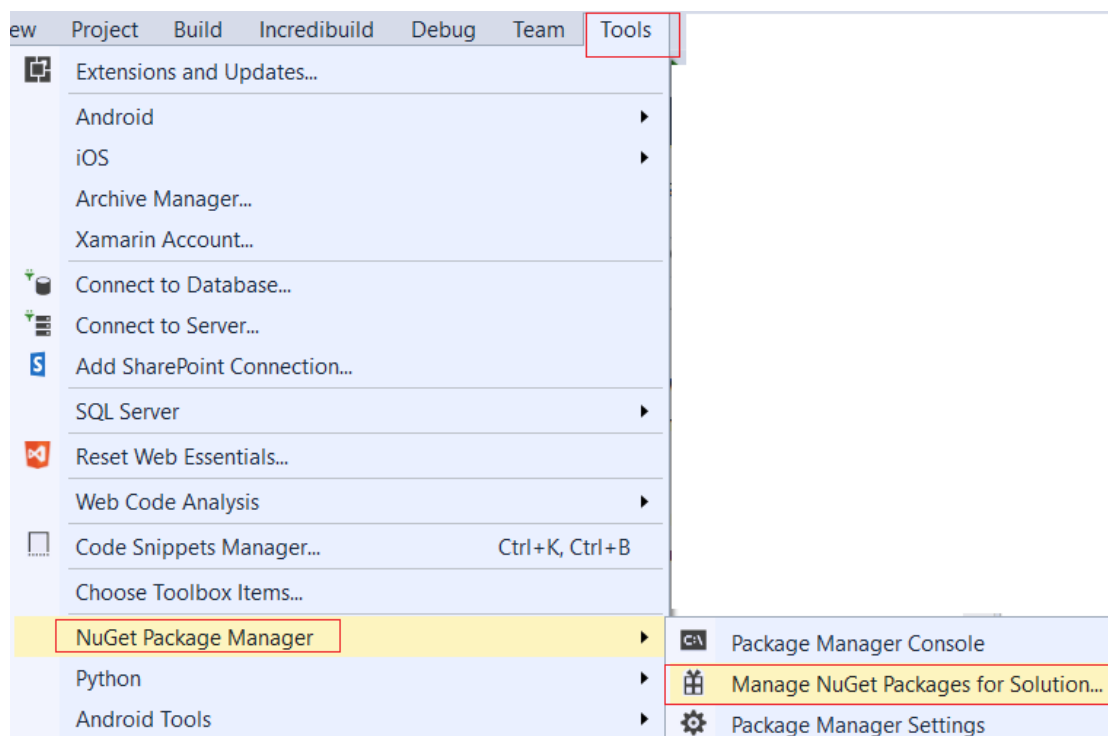 ew Project Build Incredibuild Debug Team Tools
Extensions and Updates...
Android
iOS
Archive Manager...
Xamarin Account...
Connect to Database...
Connect to Server...
Add SharePoint Connection...
SQL Server
Reset Web Essentials...
Web Code Analysis
Code Snippets Manager... Ctrl+K, Ctrl+B
Choose Toolbox Items...
NuGet Package Manager
Package Manager Console
Python
Manage NuGet Packages for Solution...
Android Tools
Package Manager Settings